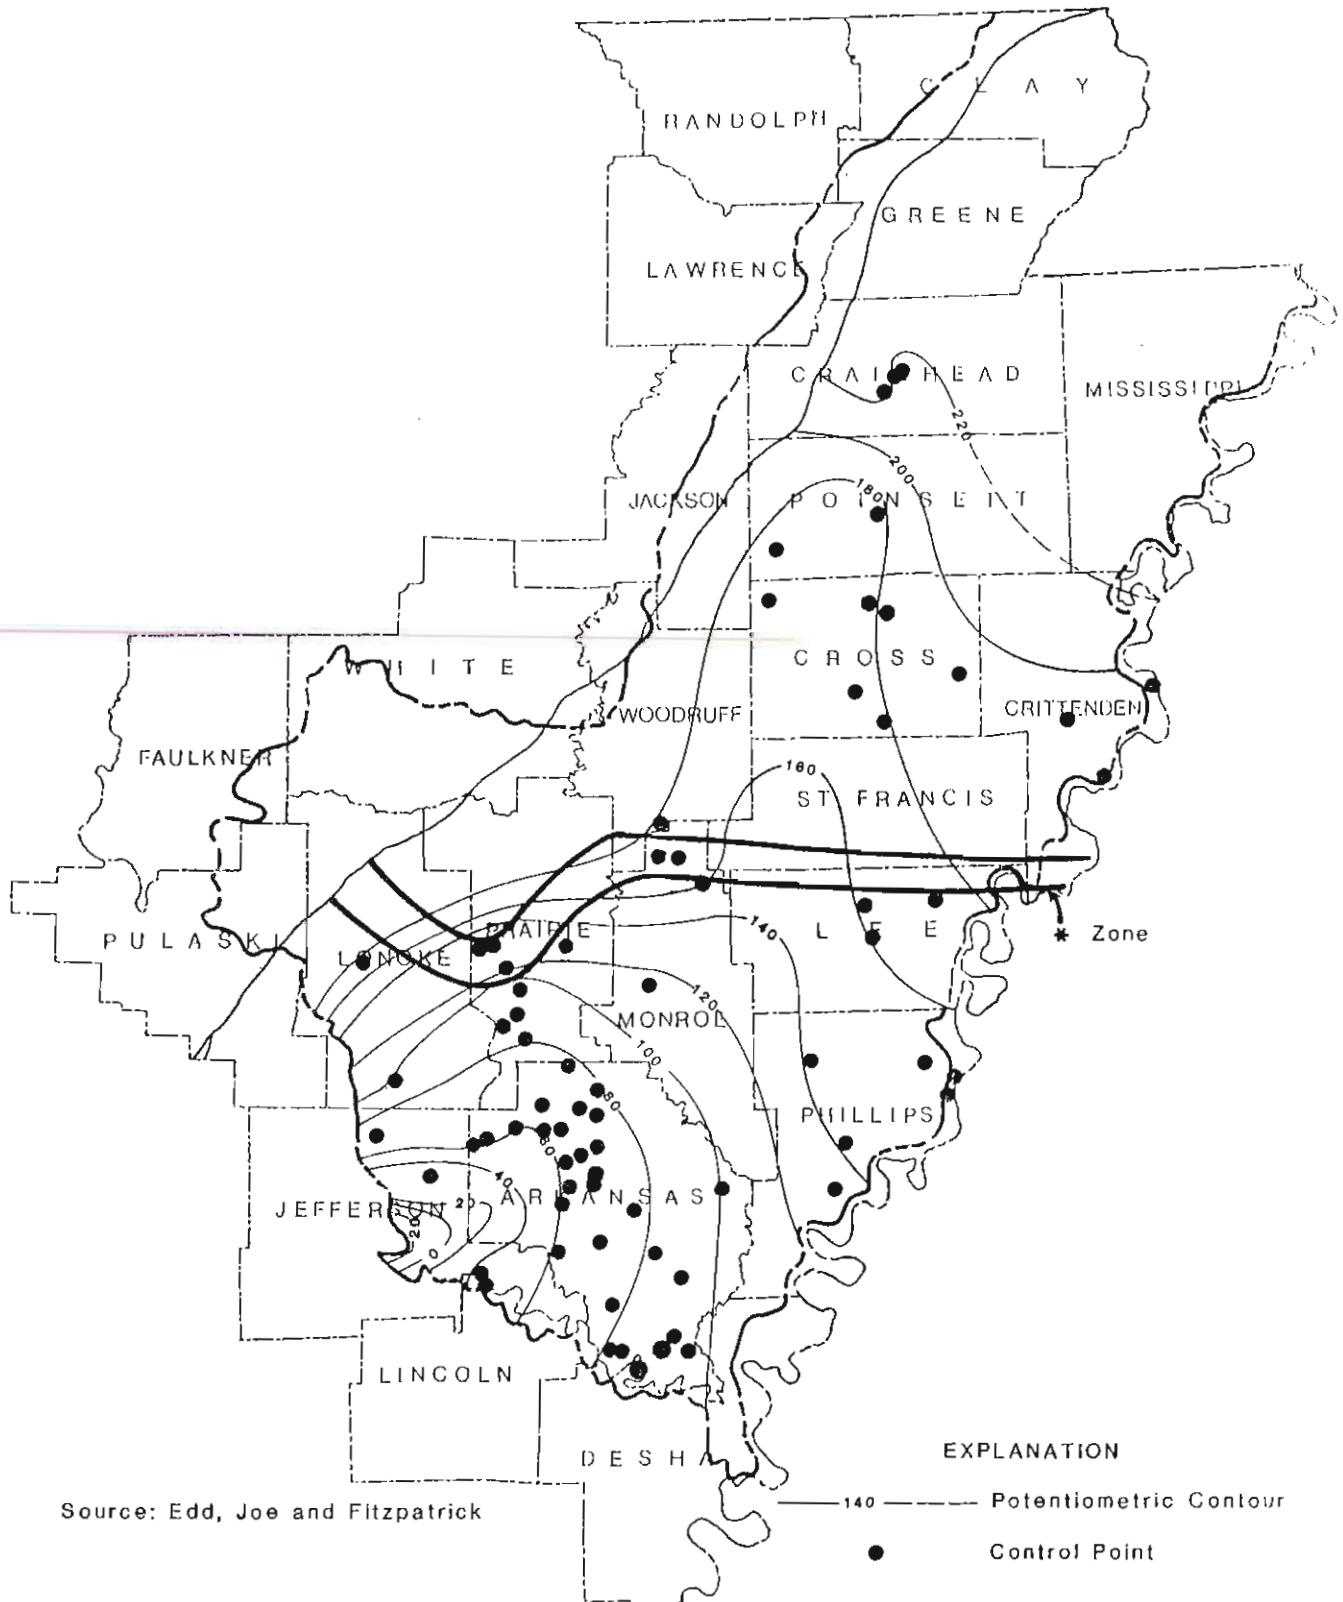 CLAY
RANDOLPH
GREENE
LAWRENCE
CRAIGHEAD
MISSISSIPPI
220
200
JACKSON
180
POINSETT
CROSS
WHITE
WOODRUFF
CRITTENDEN
FAULKNER
160
ST FRANCIS
PULASKI
LONOKE
PRAIRIE
140
LEE
* Zone
120
MONROE
100
80
PHILLIPS
60
40
ARKANSAS
JEFFERSON
20
20
0
LINCOLN
DESHA
EXPLANATION
140 Potentiometric Contour
Source: Edd, Joe and Fitzpatrick
Control Point